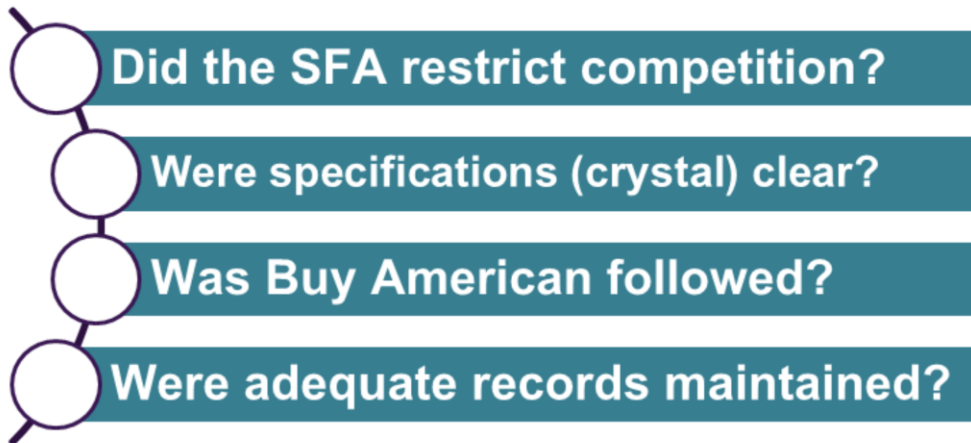 Did the SFA restrict competition?
Were specifications (crystal) clear?
Was Buy American followed?
Were adequate records maintained?